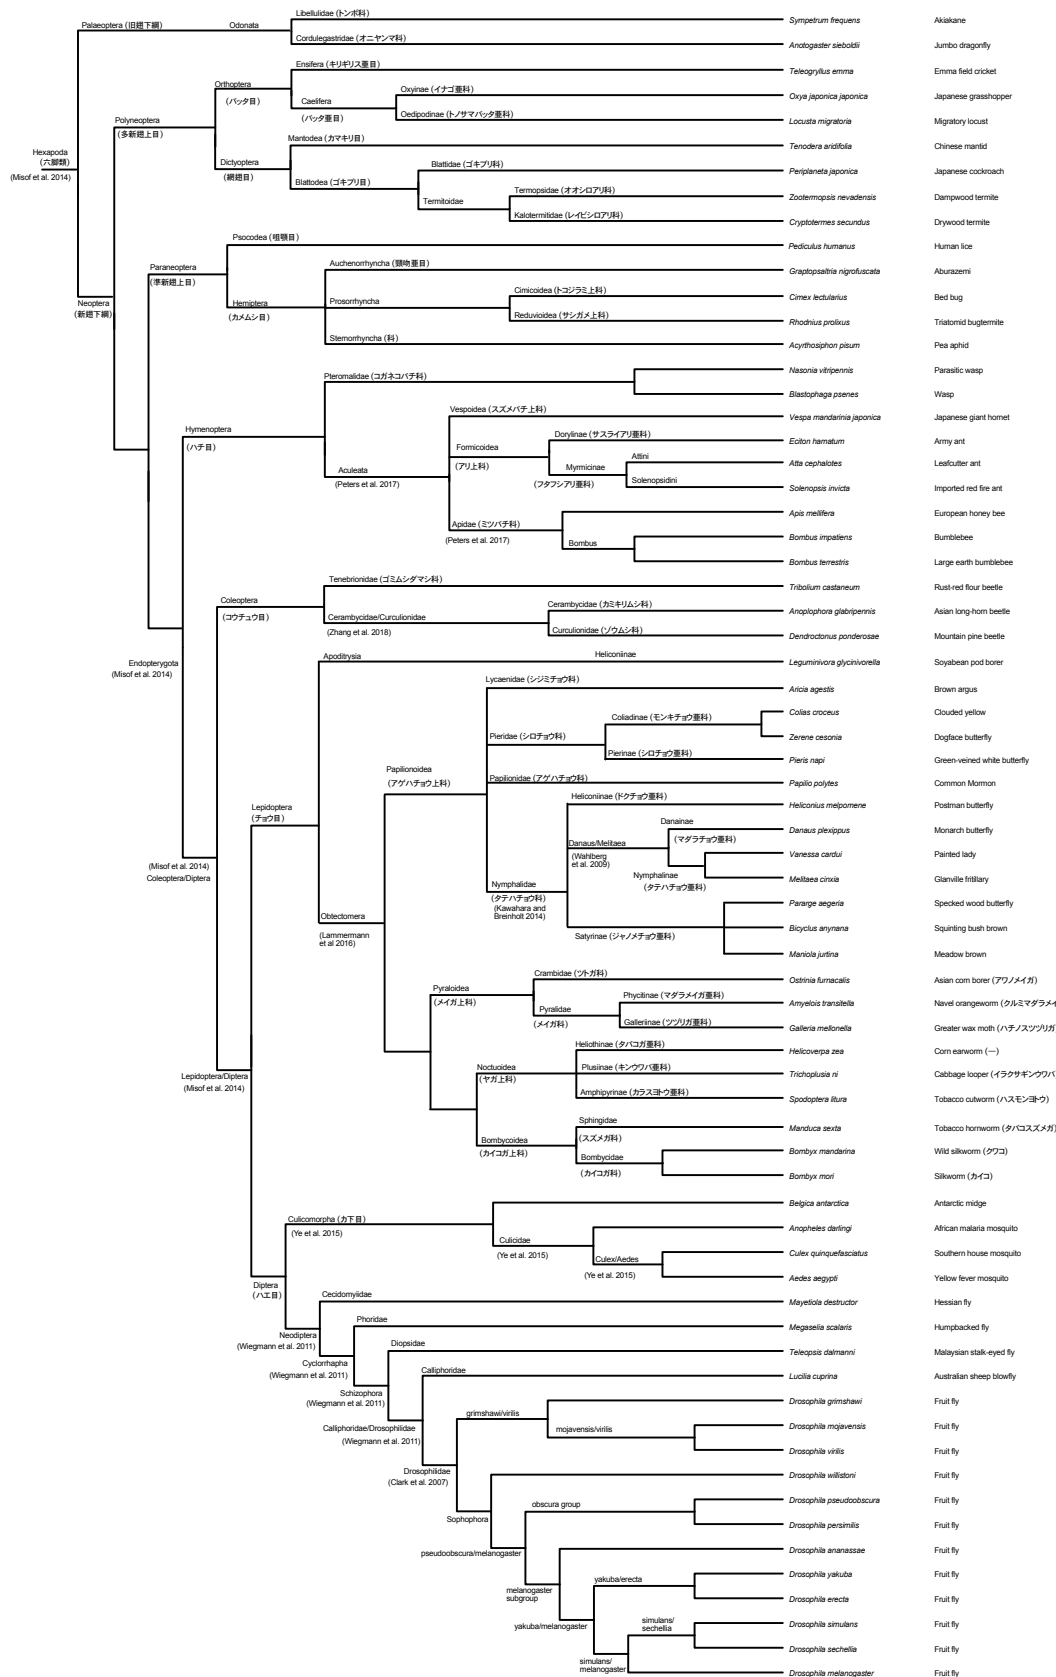 Libellulidae (トンボ科)
Sympetrum frequens Akiakane
Palaeoptera (旧翅下綱) Odonata
Cordulegastridae (オニヤンマ科)
Andogaster sieboldii Jumbo dragonfly
Ensifera (キリギリス亜目)
Teleogryllus emma Emma field cricket
Orthoptera
(バッタ目)
Oxyinae (イナゴ亜科)
Oxya japonica japonica Japanese grasshopper
Caelifera
(バッタ亜目)
Oedipodinae (トノサマバッタ亜科)
Locusta migratoria Migratory locust
Polyneoptera
(多新翅上目)
Mantodea (カマキリ目)
Tenodera aridifolia Chinese mantid
Hexapoda
(六脚類)
(Misof et al. 2014)
Dictyoptera
(網翅目)
Blattidae (ゴキブリ科)
Periplaneta japonica Japanese cockroach
Blattodea (ゴキブリ目)
Termopsidae (オオシロアリ科)
Zootermopsis nevadensis Dampwood termite
Termitoidae
Kalotermitidae (レイビシロアリ科)
Cryptotermes secundus Drywood termite
Psocodea (咀顎目)
Pediculus humanus Human lice
Paraneoptera
(準新翅上目)
Auchenorrhyncha (頸吻亜目)
Graptopsaltria nigrofuscata Aburazemi
Neoptera
(新翅下綱)
Hemiptera
(カメムシ目)
Prosorrhyncha
Cimicoidea (トコジラミ上科)
Cimex lectularius Bed bug
Reduvioidea (サシガメ上科)
Rhodnius prolixus Triatomid bugtermite
Sternorrhyncha (科)
Acyrthosiphon pisum Pea aphid
Pteromalidae (コガネコバチ科)
Nasonia vitripennis Parasitic wasp
Blastophaga psenes Wasp
Vespoidea (スズメバチ上科)
Vespa mandarinia japonica Japanese giant hornet
Hymenoptera
(ハチ目)
Formicoidea
(アリ上科)
Dorylinae (サスライアリ亜科)
Eciton hamatum Army ant
Attini
Atta cephalotes Leafcutter ant
Aculeata
(Peters et al. 2017)
Myrmicinae
(フタフシアリ亜科)
Solenopsidini
Solenopsis invicta Imported red fire ant
Apis mellifera European honey bee
Apidae (ミツバチ科)
(Peters et al. 2017)
Bombus
Bombus impatiens Bumblebee
Bombus terrestris Large earth bumblebee
Tenebrionidae (ゴミムシダマシ科)
Tribolium castaneum Rust-red flour beetle
Coleoptera
(コウチュウ目)
Cerambycidae/Curculionidae
(Zhang et al. 2018)
Cerambycidae (カミキリムシ科)
Anoplophora glabripennis Asian long-horn beetle
Curculionidae (ゾウムシ科)
Dendroctonus ponderosae Mountain pine beetle
Endopterygota
(Misof et al. 2014)
Apoditrysia Heliconiinae
Leguminivora glycinivorella Soyabean pod borer
Lycaenidae (シジミチョウ科)
Aricia agestis Brown argus
Coliadinae (モンキチョウ亜科)
Colias croceus Clouded yellow
Pieridae (シロチョウ科)
Zerene cesonia Dogface butterfly
Pierinae (シロチョウ亜科)
Pieris napi Green-veined white butterfly
Papilionoidea
(アゲハチョウ上科)
Papilionidae (アゲハチョウ科)
Papilio polytes Common Mormon
Heliconiinae (ドクチョウ亜科)
Heliconius melpomene Postman butterfly
Lepidoptera
(チョウ目)
Danainae
(マダラチョウ亜科)
Danaus plexippus Monarch butterfly
Danaus/Melitaea
(Wahlberg
et al. 2009)
Vanessa cardui Painted lady
Nymphalinae
(タテハチョウ亜科)
Melitaea cinxia Glanville fritillary
(Misof et al. 2014)
Coleoptera/Diptera
Nymphalidae
(タテハチョウ科)
(Kawahara and
Breinholt 2014)
Pararge aegeria Specked wood butterfly
Obtectomera
(Lammermann
et al 2016)
Satyrinae (ジャノメチョウ亜科)
Bicyclus anynana Squinting bush brown
Maniola jurtina Meadow brown
Crambidae (ツトガ科)
Ostrinia furnacalis Asian corn borer (アワノメイガ)
Pyraloidea
(メイガ上科)
Phycitinae (マダラメイガ亜科)
Amyelois transitella Navel orangeworm (クルミマダラメイ
Pyralidae
(メイガ科)
Galleriinae (ツヅリガ亜科)
Galleria mellonella Greater wax moth (ハチノスツヅリガ
Heliothinae (タバコガ亜科)
Helicoverpa zea Corn earworm (—)
Noctuoidea
(ヤガ上科)
Plusiinae (キンウワバ亜科)
Trichoplusia ni Cabbage looper (イラクサギンウワバ
Lepidoptera/Diptera
(Misof et al. 2014)
Amphipyrinae (カラスヨトウ亜科)
Spodoptera litura Tobacco cutworm (ハスモンヨトウ)
Sphingidae
(スズメガ科)
Manduca sexta Tobacco hornworm (タバコスズメガ)
Bombycoidea
(カイコガ上科)
Bombycidae
(カイコガ科)
Bombyx mandarina Wild silkworm (クワコ)
Bombyx mori Silkworm (カイコ)
Belgica antarctica Antarctic midge
Culicomorpha (カ下目)
(Ye et al. 2015)
Anopheles darlingi African malaria mosquito
Culicidae
(Ye et al. 2015)
Culex/Aedes
(Ye et al. 2015)
Culex quinquefasciatus Southern house mosquito
Aedes aegypti Yellow fever mosquito
Diptera
(ハエ目)
Cecidomyiidae
Mayetiola destructor Hessian fly
Neodiptera
(Wiegmann et al. 2011)
Phoridae
Megaselia scalaris Humpbacked fly
Cyclorrhapha
(Wiegmann et al. 2011)
Diopsidae
Teleopsis dalmanni Malaysian stalk-eyed fly
Schizophora
(Wiegmann et al. 2011)
Calliphoridae
Lucilia cuprina Australian sheep blowfly
Calliphoridae/Drosophilidae
(Wiegmann et al. 2011)
grimshawi/virilis
Drosophila grimshawi Fruit fly
mojavensis/virilis
Drosophila mojavensis Fruit fly
Drosophila virilis Fruit fly
Drosophilidae
(Clark et al. 2007)
Drosophila willistoni Fruit fly
Sophophora
obscura group
Drosophila pseudoobscura Fruit fly
Drosophila persimilis Fruit fly
pseudoobscura/melanogaster
Drosophila ananassae Fruit fly
melanogaster
subgroup
yakuba/erecta
Drosophila yakuba Fruit fly
Drosophila erecta Fruit fly
yakuba/melanogaster
simulans/
sechellia
Drosophila simulans Fruit fly
Drosophila sechellia Fruit fly
simulans/
melanogaster
Drosophila melanogaster Fruit fly